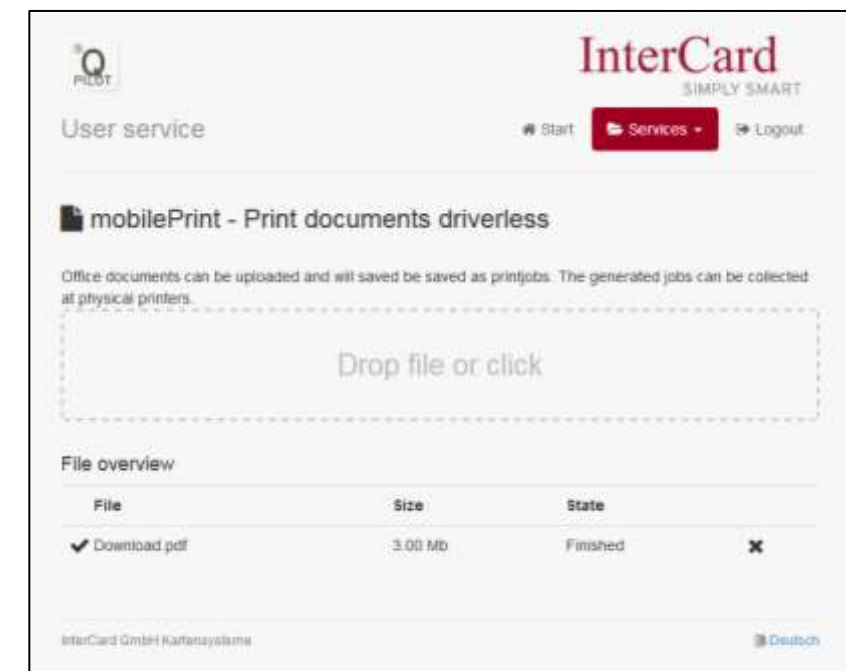 Q
PILOT
InterCard
SIMPLY SMART
User service
Start
Services
Logout
mobilePrint - Print documents driverless
Office documents can be uploaded and will saved be saved as printjobs. The generated jobs can be collected
at physical printers.
Drop file or click
File overview
File Size State
Download.pdf 3.00 Mb Finished
InterCard GmbH Kartensysteme
Deutsch